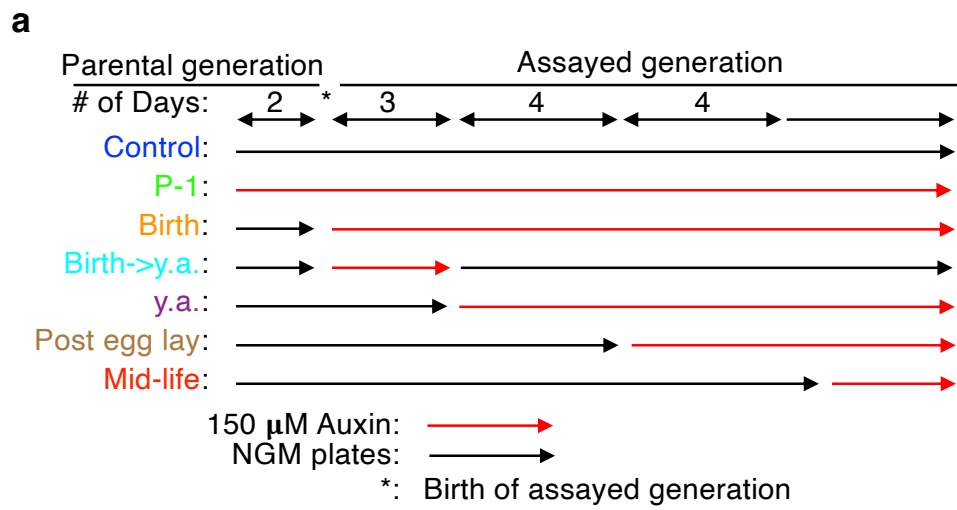 a
Parental generation Assayed generation
# of Days: 2 * 3 4 4
Control:
P-1:
Birth:
Birth->y.a.:
y.a.:
Post egg lay:
Mid-life:
150 μM Auxin:
NGM plates:
*: Birth of assayed generation